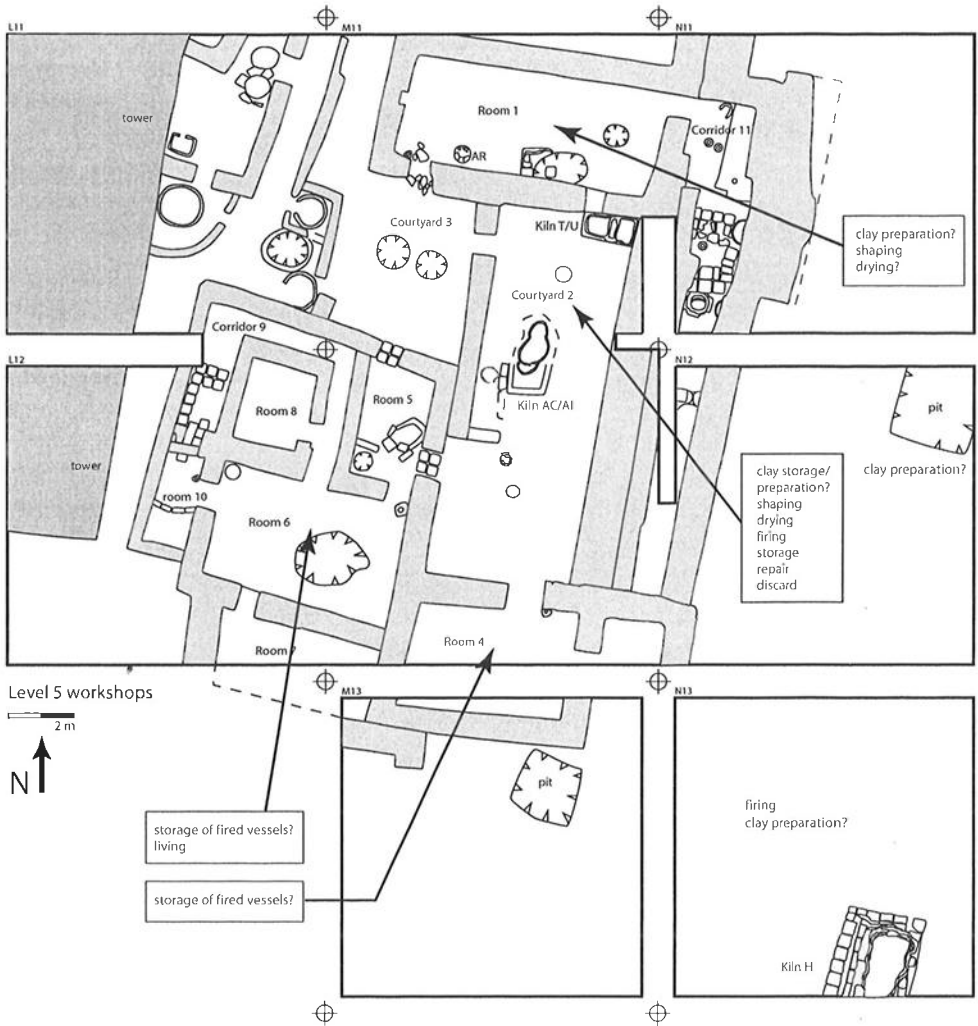 L11
M11
N11
tower
Room 1
Corridor 11
AR
Courtyard 3
Kiln T/U
clay preparation?
shaping
drying?
Courtyard 2
Corridor 9
L12
N12
Room 8
Room 5
Kiln AC/AI
pit
clay preparation?
tower
room 10
Room 6
clay storage/
preparation?
shaping
drying
firing
storage
repair
discard
Room 4
Room 7
Level 5 workshops
2 m
N
M13
N13
pit
storage of fired vessels?
living
storage of fired vessels?
firing
clay preparation?
Kiln H